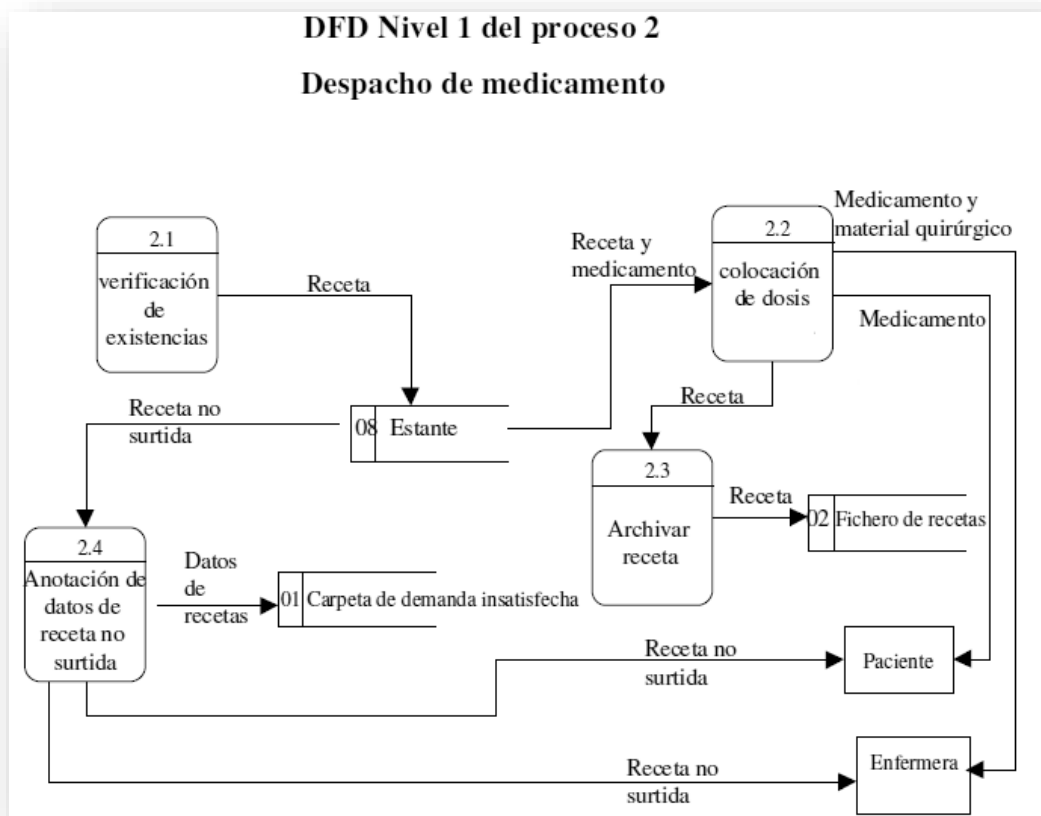 DFD Nivel 1 del proceso 2
Despacho de medicamento
2.1
verificación
de
existencias
Receta
Receta y
medicamento
2.2
colocación
de dosis
Medicamento y
material quirúrgico
Medicamento
Receta no
surtida
08 Estante
Receta
2.3
Archivar
receta
Receta
02 Fichero de recetas
2.4
Anotación de
datos de
receta no
surtida
Datos
de
recetas
01 Carpeta de demanda insatisfecha
Receta no
surtida
Paciente
Receta no
surtida
Enfermera